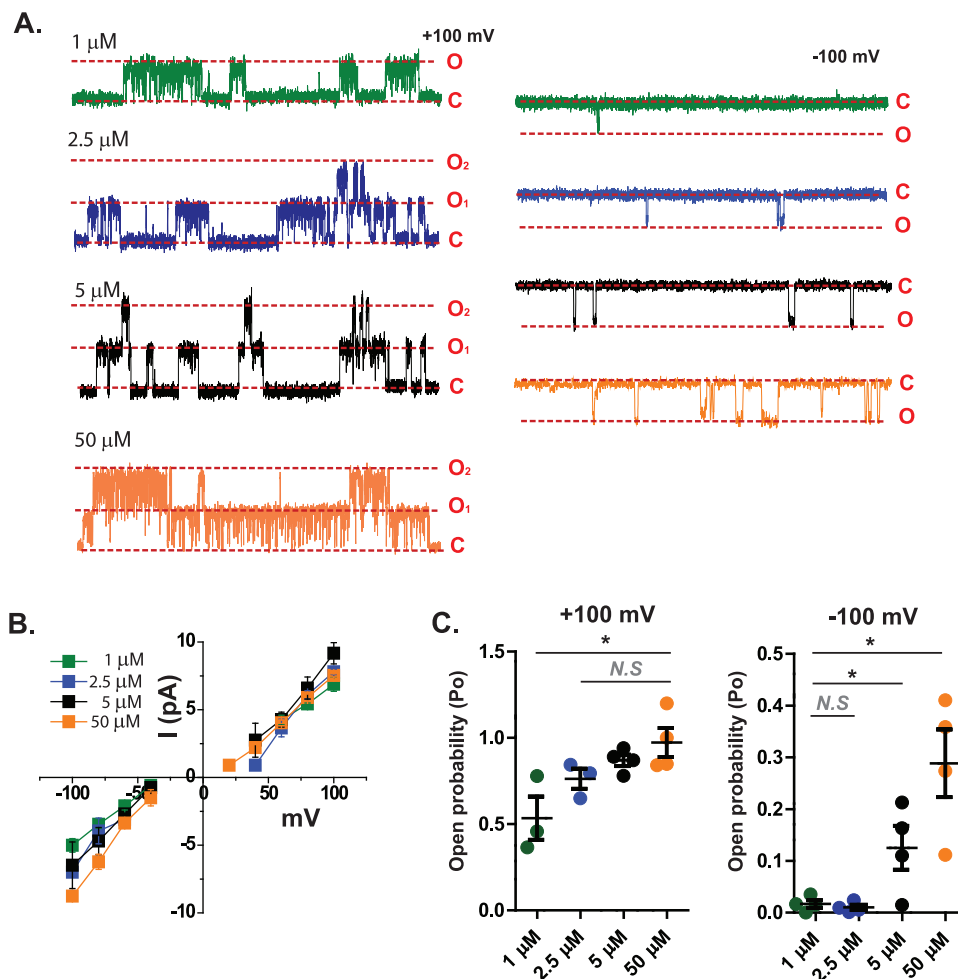 A.
1 μM
+100 mV
O
C
2.5 μM
O₂
O₁
C
5 μM
O₂
O₁
C
50 μM
O₂
O₁
C
-100 mV
C
O
C
O
C
O
C
O
B.
1 μM
2.5 μM
5 μM
50 μM
I (pA)
10
5
-5
-10
-100 -50 50 100
mV
C.
+100 mV
Open probability (Po)
1.5
1.0
0.5
0.0
*
N.S
1 μM 2.5 μM 5 μM 50 μM
-100 mV
Open probability (Po)
0.5
0.4
0.3
0.2
0.1
0.0
*
*
N.S
1 μM 2.5 μM 5 μM 50 μM